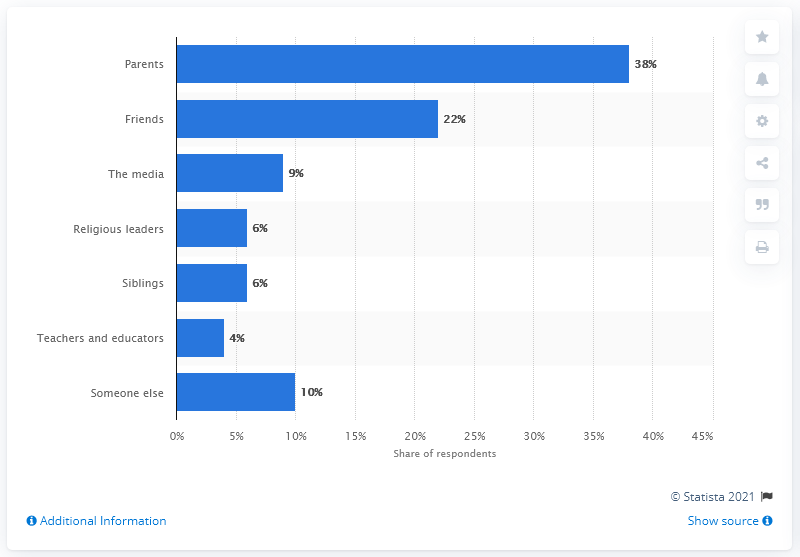 Parents 38%
Friends 22%
The media 9%
Religious leaders 6%
Siblings 6%
Teachers and educators 4%
Someone else 10%
0% 5% 10% 15% 20% 25% 30% 35% 40% 45%
Share of respondents
© Statista 2021
Additional Information Show source